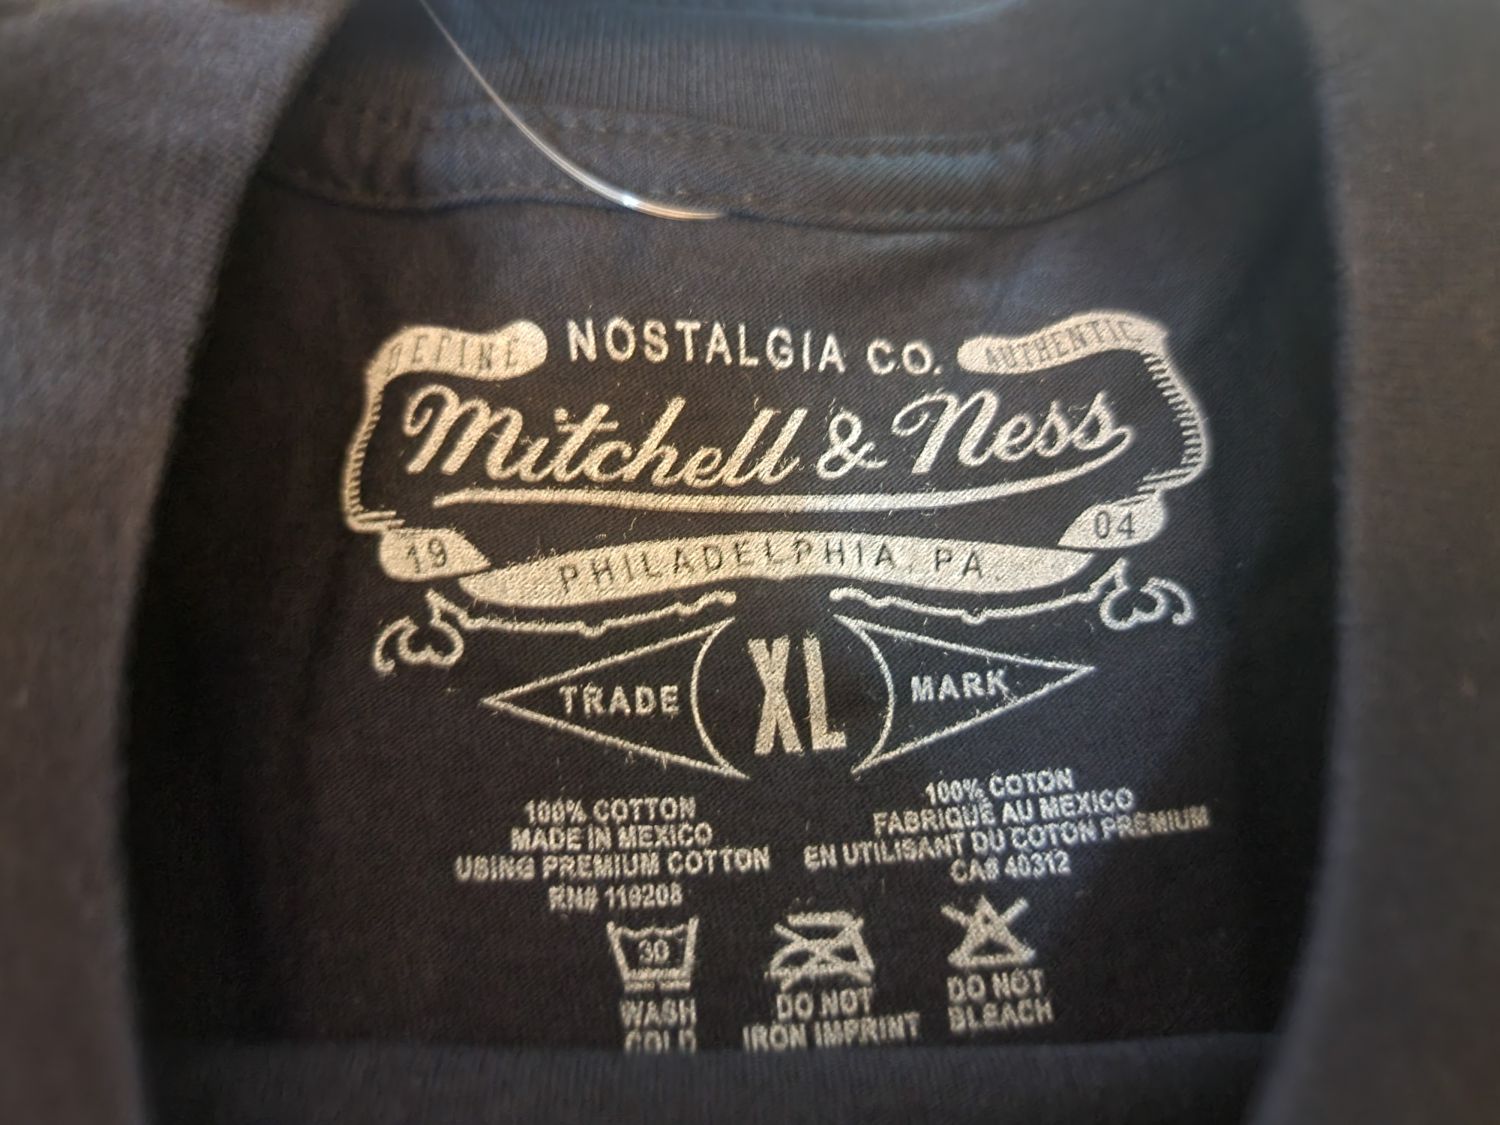 DEFINE NOSTALGIA CO. AUTHENTIC
Mitchell & Ness
19 PHILADELPHIA, PA. 04
TRADE XL MARK
100% COTTON
MADE IN MEXICO
USING PREMIUM COTTON
RN# 116208
100% COTON
FABRIQUÉ AU MEXICO
EN UTILISANT DU COTON PREMIUM
CA# 40312
30
WASH
COLD
DO NOT
IRON IMPRINT
DO NOT
BLEACH